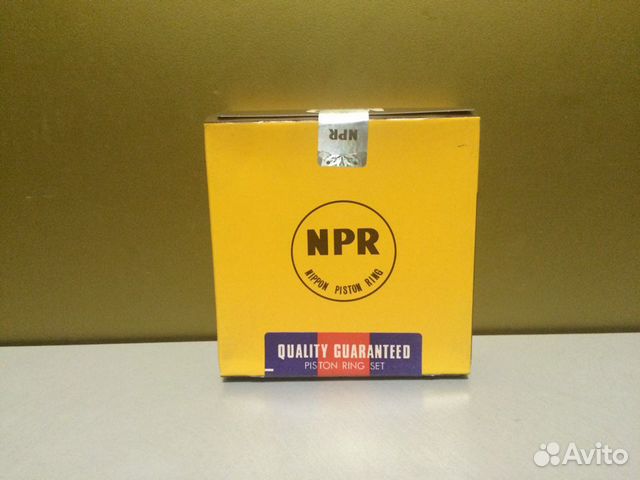 NPR
NPR
NIPPON PISTON RING
QUALITY GUARANTEED
PISTON RING SET
Avito